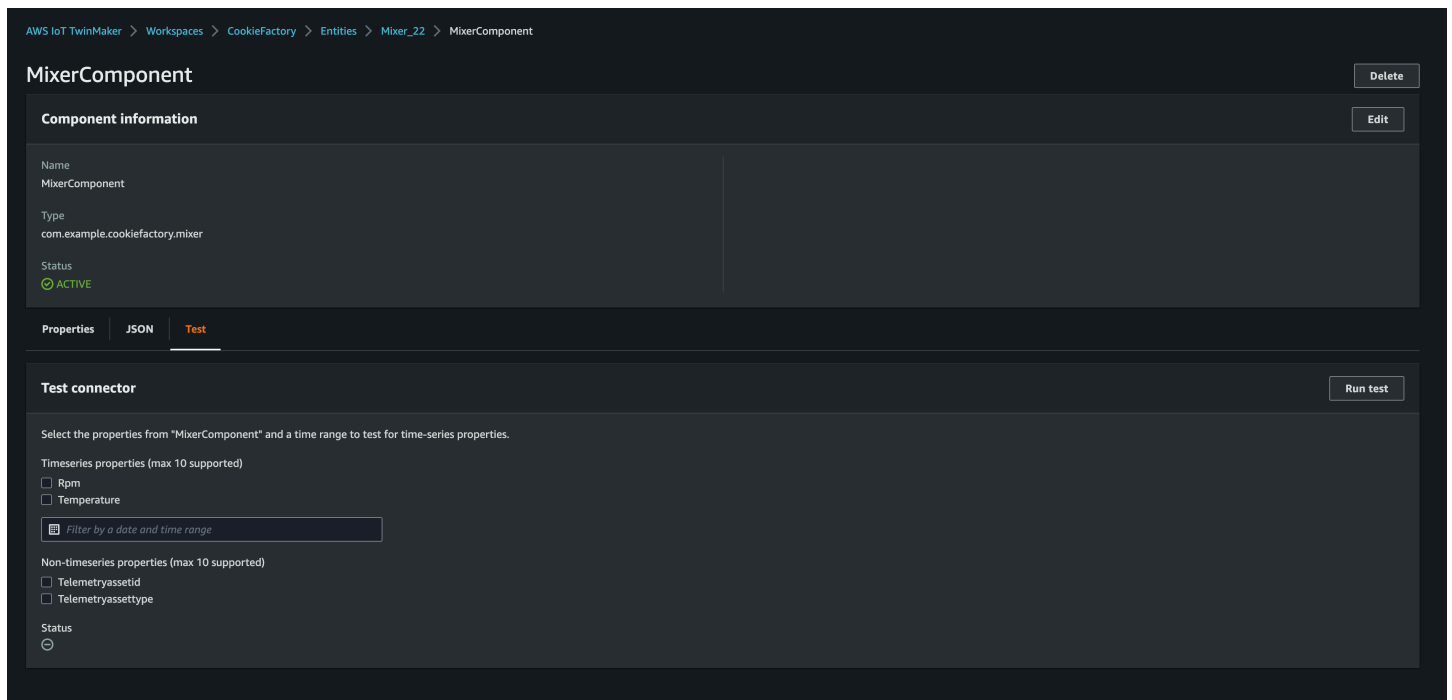 AWS IoT TwinMaker > Workspaces > CookieFactory > Entities > Mixer_22 > MixerComponent
MixerComponent
Delete
Component information
Edit
Name
MixerComponent
Type
com.example.cookiefactory.mixer
Status
ACTIVE
Properties JSON Test
Test connector
Run test
Select the properties from "MixerComponent" and a time range to test for time-series properties.
Timeseries properties (max 10 supported)
Rpm
Temperature
Filter by a date and time range
Non-timeseries properties (max 10 supported)
Telemetryassetid
Telemetryassettype
Status